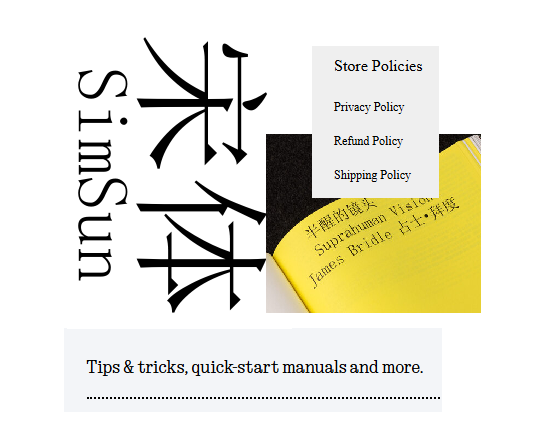 宋体
SimSun
Store Policies
Privacy Policy
Refund Policy
Shipping Policy
半醒的镜头
Suprahuman Vision
James Bridle 占士•拜度
Tips & tricks, quick-start manuals and more.